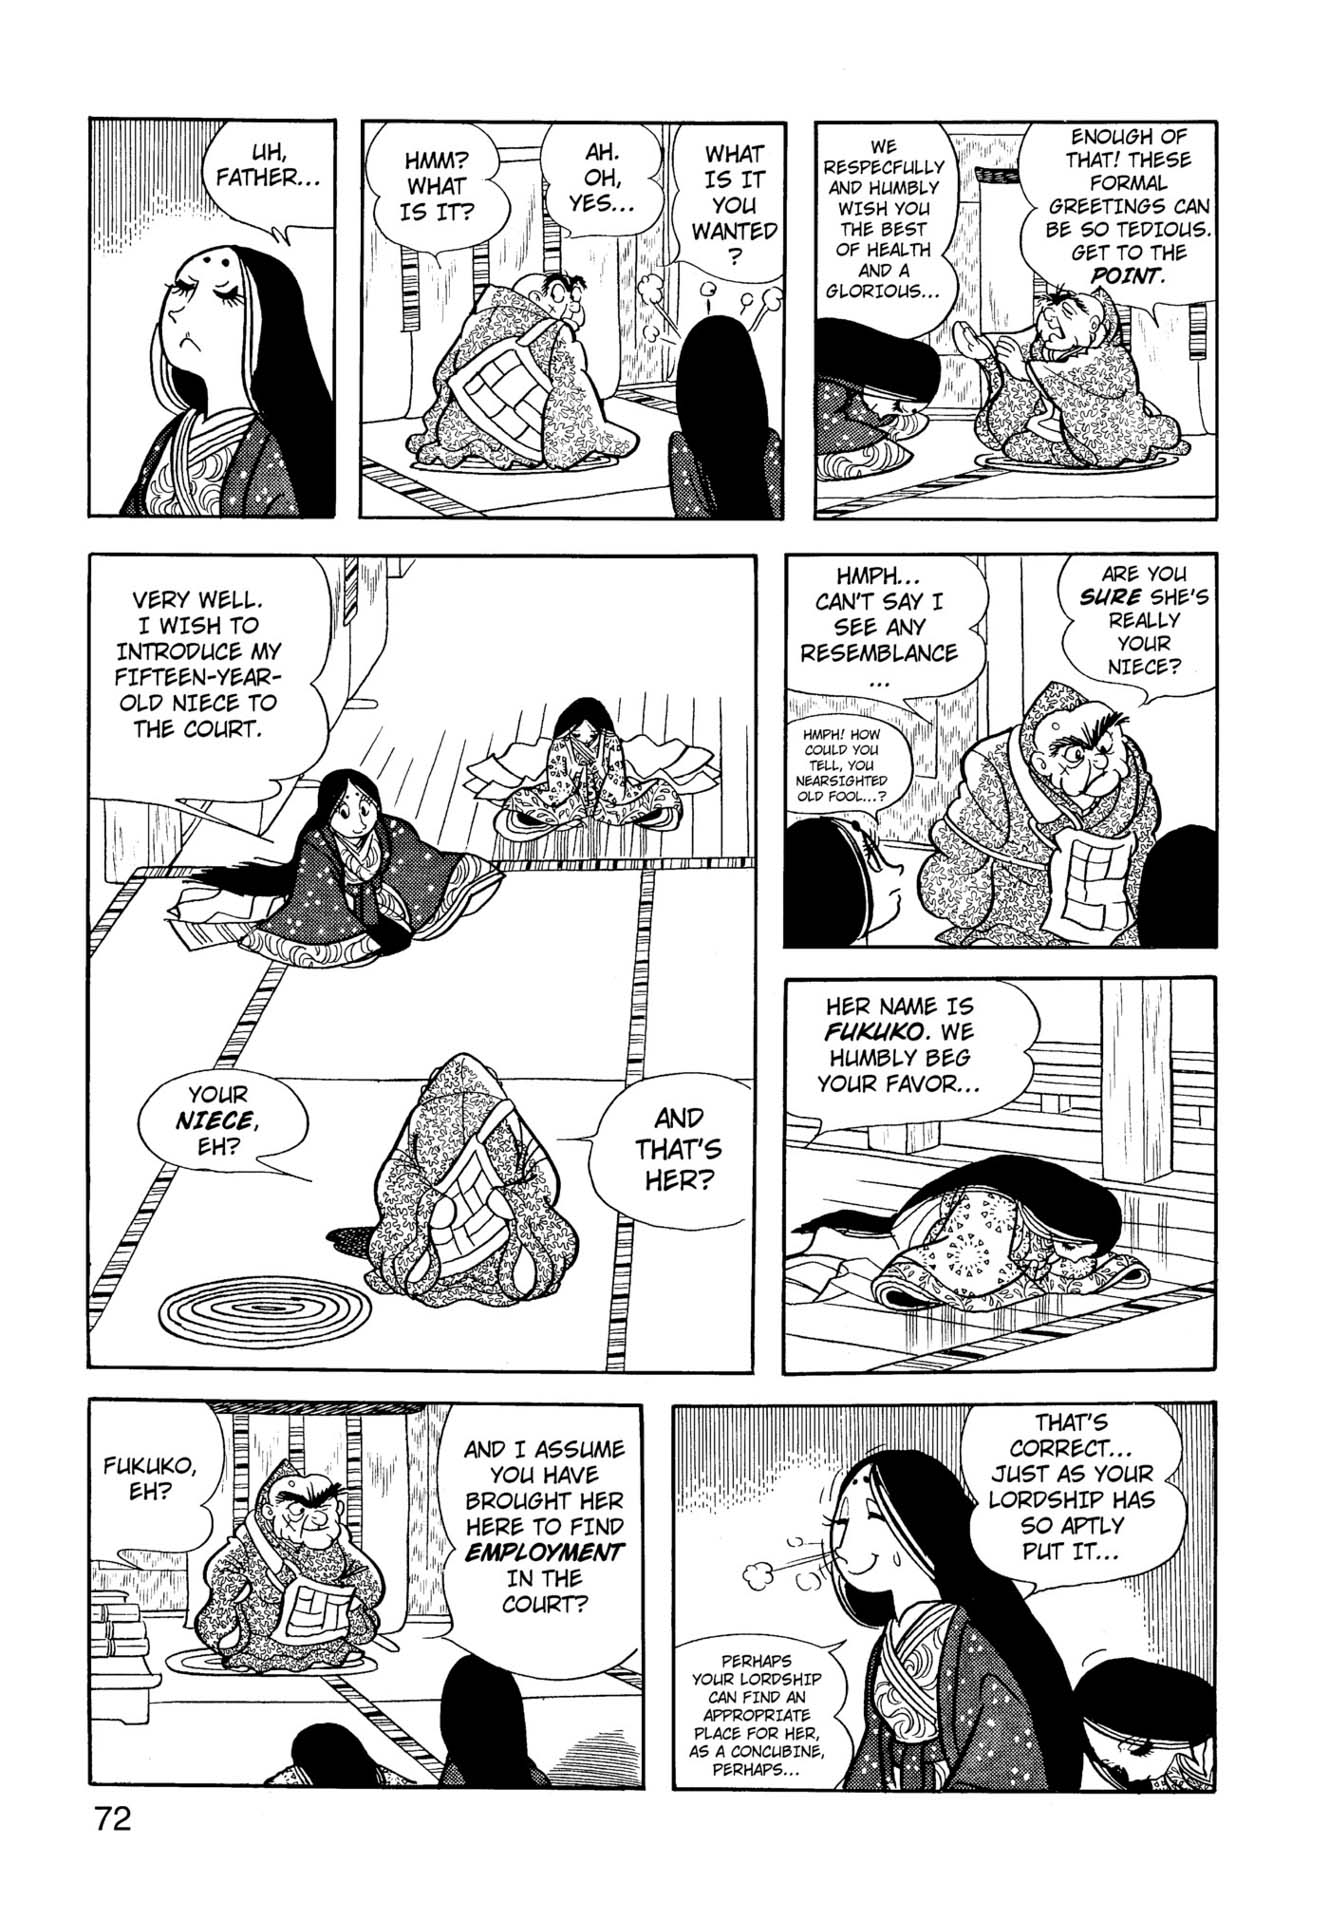 UH,
FATHER...
HMM?
WHAT
IS IT?
AH.
OH,
YES...
WHAT
IS IT
YOU
WANTED
?
WE
RESPECFULLY
AND HUMBLY
WISH YOU
THE BEST
OF HEALTH
AND A
GLORIOUS...
ENOUGH OF
THAT! THESE
FORMAL
GREETINGS CAN
BE SO TEDIOUS.
GET TO THE
POINT.
VERY WELL.
I WISH TO
INTRODUCE MY
FIFTEEN-YEAR-
OLD NIECE TO
THE COURT.
YOUR
NIECE,
EH?
AND
THAT'S
HER?
HMPH...
CAN'T SAY I
SEE ANY
RESEMBLANCE
...
ARE YOU
SURE SHE'S
REALLY
YOUR
NIECE?
HMPH! HOW
COULD YOU
TELL, YOU
NEARSIGHTED
OLD FOOL...?
HER NAME IS
FUKUKO. WE
HUMBLY BEG
YOUR FAVOR...
FUKUKO,
EH?
AND I ASSUME
YOU HAVE
BROUGHT HER
HERE TO FIND
EMPLOYMENT
IN THE
COURT?
THAT'S
CORRECT...
JUST AS YOUR
LORDSHIP HAS
SO APTLY
PUT IT...
PERHAPS
YOUR LORDSHIP
CAN FIND AN
APPROPRIATE
PLACE FOR HER,
AS A CONCUBINE,
PERHAPS...
72